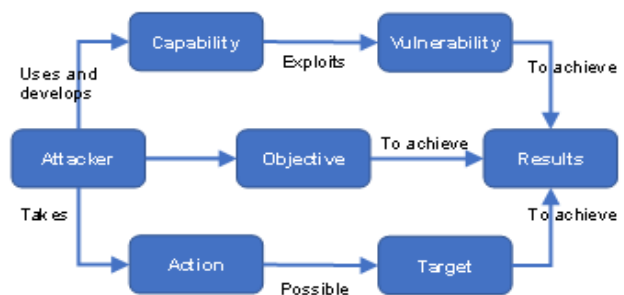 Capability
Vulnerability
Exploits
Uses and
develops
To achieve
Attacker
Objective
To achieve
Results
Takes
To achieve
Action
Possible
Target